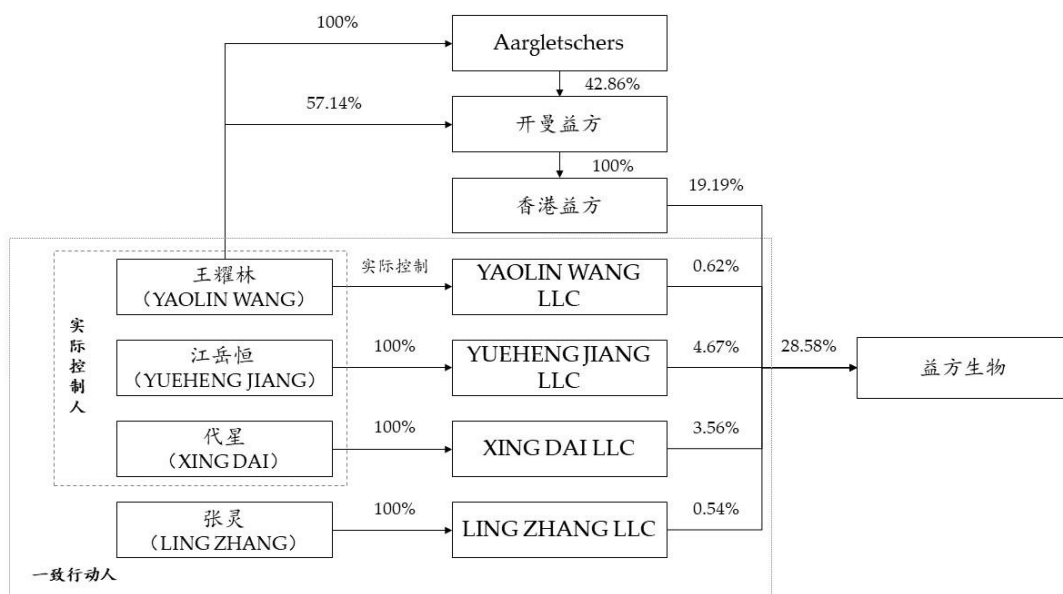 100%
Aargletschers
42.86%
57.14%
开曼益方
100%
19.19%
香港益方
王耀林
（YAOLIN WANG）
实际控制
YAOLIN WANG
LLC
0.62%
实际控制人
江岳恒
（YUEHENG JIANG）
100%
YUEHENG JIANG
LLC
4.67%
28.58%
益方生物
代星
（XING DAI）
100%
XING DAI LLC
3.56%
张灵
（LING ZHANG）
100%
LING ZHANG LLC
0.54%
一致行动人